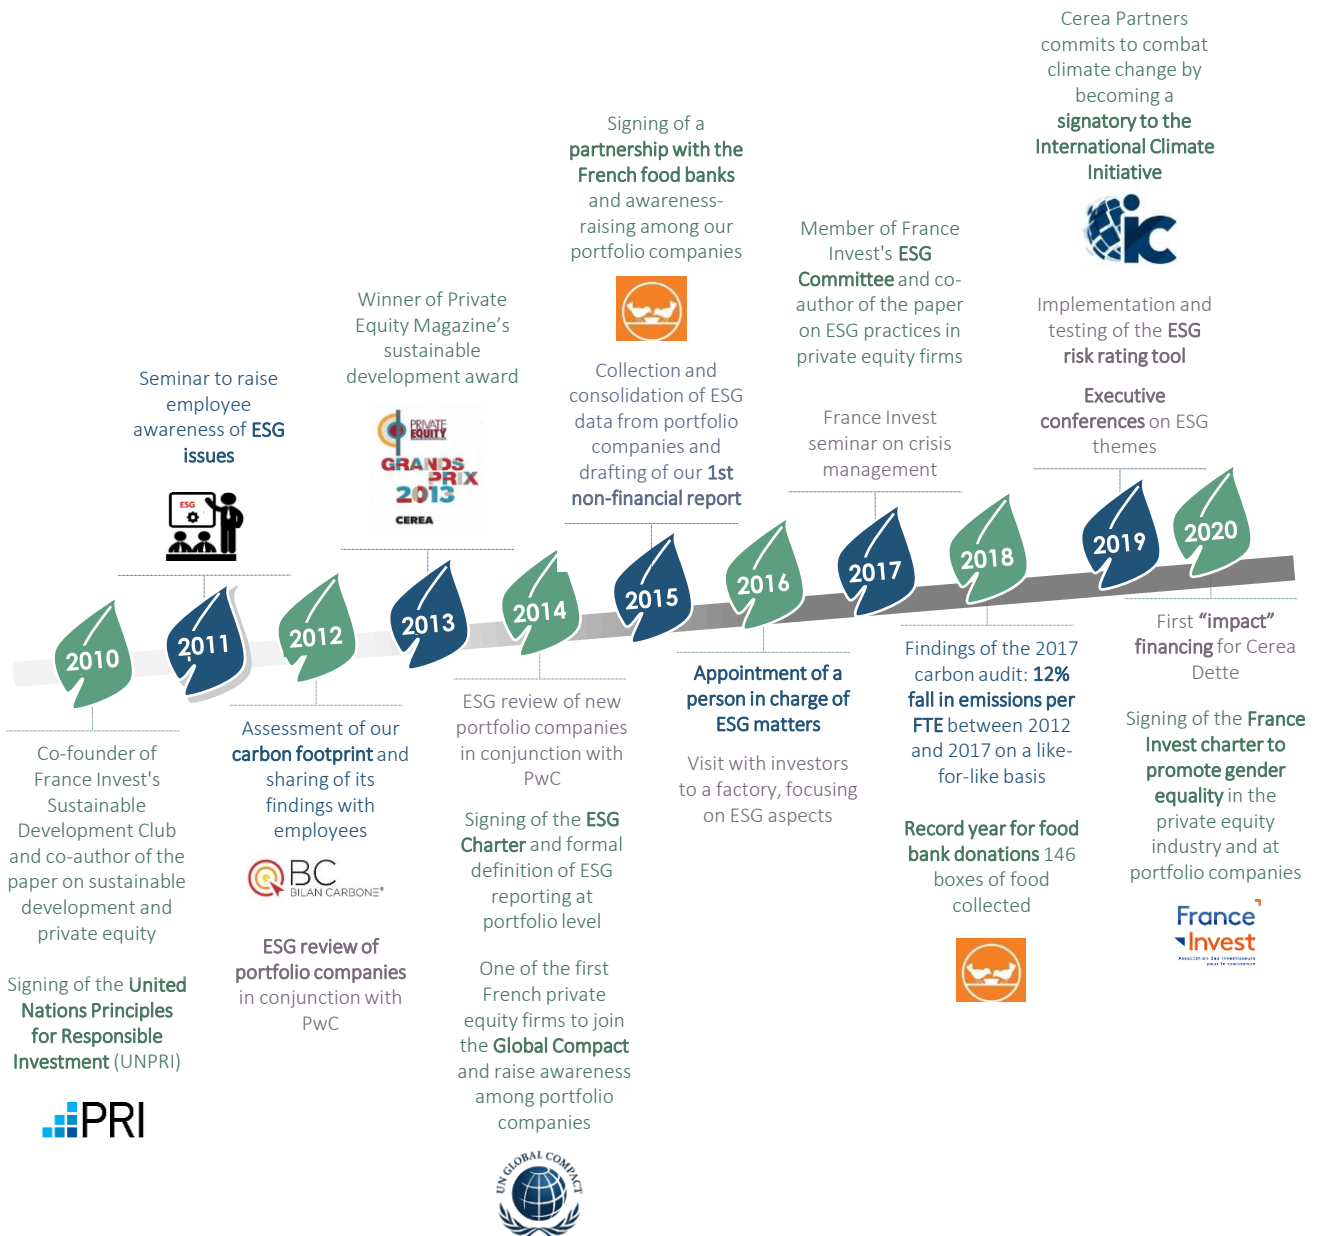 Cerea Partners
commits to combat
climate change by
becoming a
signatory to the
International Climate
Initiative
ic
Implementation and
testing of the ESG
risk rating tool
Executive
conferences on ESG
themes
Signing of a
partnership with the
French food banks
and awareness-
raising among our
portfolio companies
Collection and
consolidation of ESG
data from portfolio
companies and
drafting of our 1st
non-financial report
Member of France
Invest's ESG
Committee and co-
author of the paper
on ESG practices in
private equity firms
France Invest
seminar on crisis
management
Winner of Private
Equity Magazine’s
sustainable
development award
PRIVATE
EQUITY
GRANDS
PRIX
2013
CEREA
Seminar to raise
employee
awareness of ESG
issues
ESG
2010
2011
2012
2013
2014
2015
2016
2017
2018
2019
2020
Co-founder of
France Invest's
Sustainable
Development Club
and co-author of the
paper on sustainable
development and
private equity
Signing of the United
Nations Principles
for Responsible
Investment (UNPRI)
PRI
Assessment of our
carbon footprint and
sharing of its
findings with
employees
BC
BILAN CARBONE®
ESG review of
portfolio companies
in conjunction with
PwC
ESG review of new
portfolio companies
in conjunction with
PwC
Signing of the ESG
Charter and formal
definition of ESG
reporting at
portfolio level
One of the first
French private
equity firms to join
the Global Compact
and raise awareness
among portfolio
companies
UN GLOBAL COMPACT
Appointment of a
person in charge of
ESG matters
Visit with investors
to a factory, focusing
on ESG aspects
Findings of the 2017
carbon audit: 12%
fall in emissions per
FTE between 2012
and 2017 on a like-
for-like basis
Record year for food
bank donations 146
boxes of food
collected
First “impact”
financing for Cerea
Dette
Signing of the France
Invest charter to
promote gender
equality in the
private equity
industry and at
portfolio companies
France
Invest
Association des investisseurs
pour la croissance